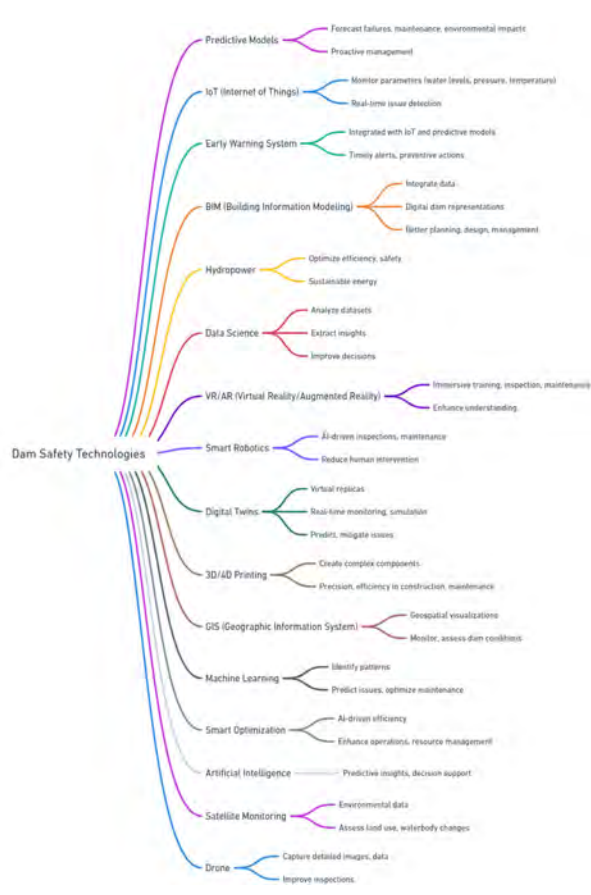 Predictive Models
Forecast failures, maintenance, environmental impacts
Proactive management
IoT (Internet of Things)
Monitor parameters (water levels, pressure, temperature)
Real-time issue detection
Early Warning System
Integrated with IoT and predictive models
Timely alerts, preventive actions
BIM (Building Information Modeling)
Integrate data
Digital dam representations
Better planning, design, management
Hydropower
Optimize efficiency, safety
Sustainable energy
Data Science
Analyze datasets
Extract insights
Improve decisions
VR/AR (Virtual Reality/Augmented Reality)
Immersive training, inspection, maintenance
Enhance understanding
Dam Safety Technologies
Smart Robotics
AI-driven inspections, maintenance
Reduce human intervention
Digital Twins
Virtual replicas
Real-time monitoring, simulation
Predict, mitigate issues
3D/4D Printing
Create complex components
Precision, efficiency in construction, maintenance
GIS (Geographic Information System)
Geospatial visualizations
Monitor, assess dam conditions
Machine Learning
Identify patterns
Predict issues, optimize maintenance
Smart Optimization
AI-driven efficiency
Enhance operations, resource management
Artificial Intelligence
Predictive insights, decision support
Satellite Monitoring
Environmental data
Assess land use, waterbody changes
Drone
Capture detailed images, data
Improve inspections